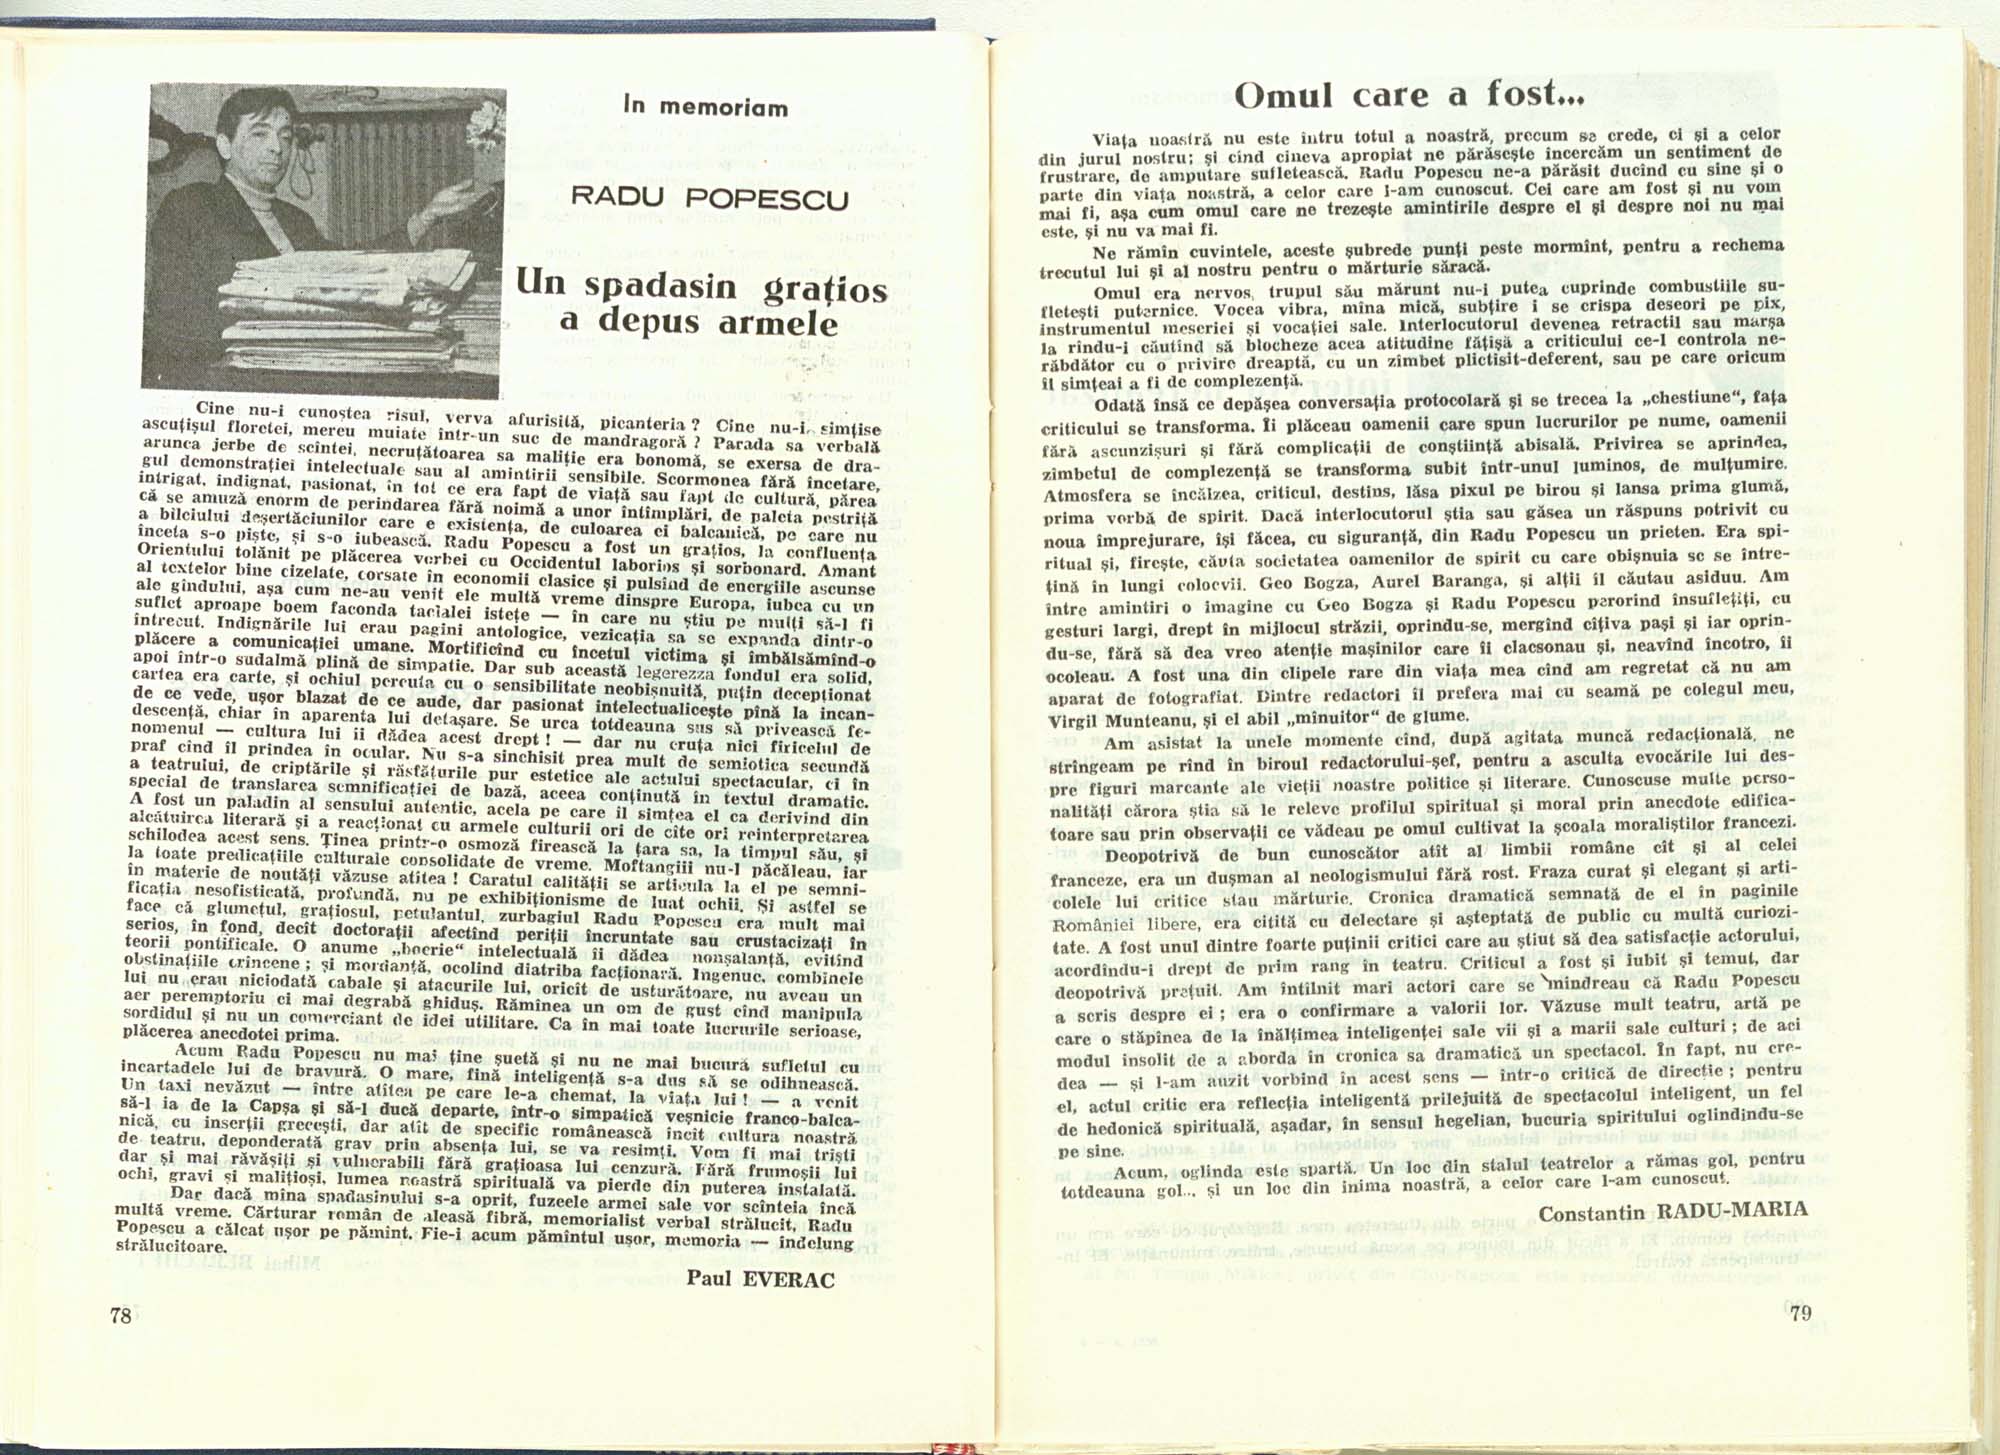 In memoriam
RADU POPESCU
Un spadasin grațios
a depus armele
Cine nu-i cunoștea rîsul, verva afurisită, picanteria ? Cine nu-i simțise
ascuțișul floretei, mereu muiate într-un suc de mandragoră ? Parada sa verbală
arunca jerbe de scîntei, necruțătoarea sa maliție era bonomă, se exersa de dra-
gul demonstrației intelectuale sau al amintirii sensibile. Scormonea fără încetare,
intrigat, indignat, pasionat, în tot ce era fapt de viață sau fapt de cultură, părea
că se amuză enorm de perindarea fără noimă a unor întîmplări, de paleta pestriță
a bîlciului deșertăciunilor care e existența, de culoarea ei balcanică, pe care nu
înceta s-o piște, și s-o iubească. Radu Popescu a fost un grațios, la confluența
Orientului tolănit pe plăcerea vorbei cu Occidentul laborios și sorbonard. Amant
al textelor bine cizelate, corsate în economii clasice și pulsînd de energiile ascunse
ale gîndului, așa cum ne-au venit ele multă vreme dinspre Europa, iubea cu un
suflet aproape boem faconda tacialei istețe — în care nu știu pe mulți să-l fi
întrecut. Indignările lui erau pagini antologice, vezicația sa se expanda dintr-o
plăcere a comunicației umane. Mortificînd cu încetul victima și îmbălsămînd-o
apoi într-o sudalmă plină de simpatie. Dar sub această legerezza fondul era solid,
cartea era carte, și ochiul percuta cu o sensibilitate neobișnuită, puțin deceptionat
de ce vede, ușor blazat de ce aude, dar pasionat intelectualicește pînă la incan-
descență, chiar în aparenta lui detașare. Se urca totdeauna sus să privească fe-
nomenul — cultura lui îi dădea acest drept ! — dar nu cruța nici firicelul de
praf cînd îl prindea în ocular. Nu s-a sinchisit prea mult de semiotica secundă
a teatrului, de criptările și răsfățurile pur estetice ale actului spectacular, ci în
special de translarea semnificației de bază, aceea conținută în textul dramatic.
A fost un paladin al sensului autentic, acela pe care îl simțea el ca derivînd din
alcătuirea literară și a reacționat cu armele culturii ori de cîte ori reinterpretarea
schilodea acest sens. Ținea printr-o osmoză firească la țara sa, la timpul său, și
la toate predicațiile culturale consolidate de vreme. Moftangiii nu-l păcăleau, iar
în materie de noutăți văzuse atîtea ! Caratul calității se articula la el pe semni-
ficația nesofisticată, profundă, nu pe exhibiționisme de luat ochii. Și astfel se
face că glumețul, grațiosul, petulantul, zurbagiul Radu Popescu era mult mai
serios, în fond, decît doctorații afectînd periții încruntate sau crustacizați în
teorii pontificale. O anume „boerie“ intelectuală îi dădea nonșalanță, evitînd
obstinațiile crîncene ; și mordanță, ocolind diatriba facționară. Ingenue, combinele
lui nu erau niciodată cabale și atacurile lui, oricît de usturătoare, nu aveau un
aer peremptoriu ci mai degrabă ghiduș. Rămînea un om de gust cînd manipula
sordidul și nu un comerciant de idei utilitare. Ca în mai toate lucrurile serioase,
plăcerea anecdotei prima.
Acum Radu Popescu nu mai ține șuetă și nu ne mai bucură sufletul cu
incartadele lui de bravură. O mare, fină inteligență s-a dus să se odihnească.
Un taxi nevăzut — între atîtea pe care le-a chemat, la viața lui ! — a venit
să-l ia de la Capșa și să-l ducă departe, într-o simpatică veșnicie franco-balca-
nică, cu inserții grecești, dar atît de specific românească încît cultura noastră
de teatru, deponderată grav prin absența lui, se va resimți. Vom fi mai triști
dar și mai răvășiți și vulnerabili fără grațioasa lui cenzură. Fără frumoșii lui
ochi, gravi și malițioși, lumea noastră spirituală va pierde din puterea instalată.
Dar dacă mîna spadasinului s-a oprit, fuzeele armei sale vor scînteia încă
multă vreme. Cărturar român de aleasă fibră, memorialist verbal strălucit, Radu
Popescu a călcat ușor pe pămînt. Fie-i acum pămîntul ușor, memoria — îndelung
strălucitoare.
Paul EVERAC
78
Omul care a fost...
Viața noastră nu este întru totul a noastră, precum se crede, ci și a celor
din jurul nostru; și cînd cineva apropiat ne părăsește încercăm un sentiment de
frustrare, de amputare sufletească. Radu Popescu ne-a părăsit ducînd cu sine și o
parte din viața noastră, a celor care l-am cunoscut. Cei care am fost și nu vom
mai fi, așa cum omul care ne trezește amintirile despre el și despre noi nu mai
este, și nu va mai fi.
Ne rămîn cuvintele, aceste șubrede punți peste mormînt, pentru a rechema
trecutul lui și al nostru pentru o mărturie săracă.
Omul era nervos, trupul său mărunt nu-i putea cuprinde combustiile su-
fletești puternice. Vocea vibra, mîna mică, subțire i se crispa deseori pe pix,
instrumentul meseriei și vocației sale. Interlocutorul devenea retractil sau marșa
la rîndu-i căutînd să blocheze acea atitudine fățișă a criticului ce-l controla ne-
răbdător cu o privire dreaptă, cu un zîmbet plictisit-deferent, sau pe care oricum
îl simțeai a fi de complezență.
Odată însă ce depășea conversația protocolară și se trecea la „chestiune“, fața
criticului se transforma. Îi plăceau oamenii care spun lucrurilor pe nume, oamenii
fără ascunzișuri și fără complicații de conștiință abisală. Privirea se aprindea,
zîmbetul de complezență se transforma subit într-unul luminos, de mulțumire.
Atmosfera se încălzea, criticul, destins, lăsa pixul pe birou și lansa prima glumă,
prima vorbă de spirit. Dacă interlocutorul știa sau găsea un răspuns potrivit cu
noua împrejurare, își făcea, cu siguranță, din Radu Popescu un prieten. Era spi-
ritual și, firește, căuta societatea oamenilor de spirit cu care obișnuia sc se între-
țină în lungi colocvii. Geo Bogza, Aurel Baranga, și alții îl căutau asiduu. Am
între amintiri o imagine cu Geo Bogza și Radu Popescu perorînd însuflețiți, cu
gesturi largi, drept în mijlocul străzii, oprindu-se, mergînd cîțiva pași și iar oprin-
du-se, fără să dea vreo atenție mașinilor care îi claxonau și, neavînd încotro, îi
ocoleau. A fost una din clipele rare din viața mea cînd am regretat că nu am
aparat de fotografiat. Dintre redactori îl prefera mai cu seamă pe colegul meu,
Virgil Munteanu, și el abil „mînuitor“ de glume.
Am asistat la unele momente cînd, după agitata muncă redacțională, ne
strîngeam pe rînd în biroul redactorului-șef, pentru a asculta evocările lui des-
pre figuri marcante ale vieții noastre politice și literare. Cunoscuse multe perso-
nalități cărora știa să le releve profilul spiritual și moral prin anecdote edifica-
toare sau prin observații ce vădeau pe omul cultivat la școala moraliștilor francezi.
Deopotrivă de bun cunoscător atît al limbii române cît și al celei
franceze, era un dușman al neologismului fără rost. Fraza curat și elegant și arti-
colele lui critice stau mărturie. Cronica dramatică semnată de el în paginile
României libere, era citită cu delectare și așteptată de public cu multă curiozi-
tate. A fost unul dintre foarte puținii critici care au știut să dea satisfacție actorului,
acordîndu-i drept de prim rang în teatru. Criticul a fost și iubit și temut, dar
deopotrivă prețuit. Am întîlnit mari actori care se mîndreau că Radu Popescu
a scris despre ei ; era o confirmare a valorii lor. Văzuse mult teatru, artă pe
care o stăpînea de la înălțimea inteligenței sale vii și a marii sale culturi ; de aci
modul insolit de a aborda în cronica sa dramatică un spectacol. În fapt, nu cre-
dea — și l-am auzit vorbind în acest sens — într-o critică de direcție ; pentru
el, actul critic era reflecția inteligentă prilejuită de spectacolul inteligent, un fel
de hedonică spirituală, așadar, în sensul hegelian, bucuria spiritului oglindindu-se
pe sine.
Acum, oglinda este spartă. Un loc din stalul teatrelor a rămas gol, pentru
totdeauna gol... și un loc din inima noastră, a celor care l-am cunoscut.
Constantin RADU-MARIA
79